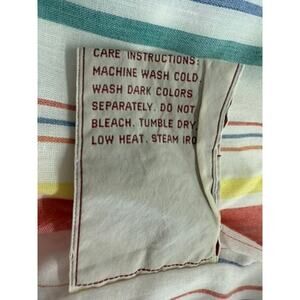 CARE INSTRUCTIONS:
MACHINE WASH COLD.
WASH DARK COLORS
SEPARATELY. DO NOT
BLEACH. TUMBLE DRY
LOW HEAT. STEAM IRO